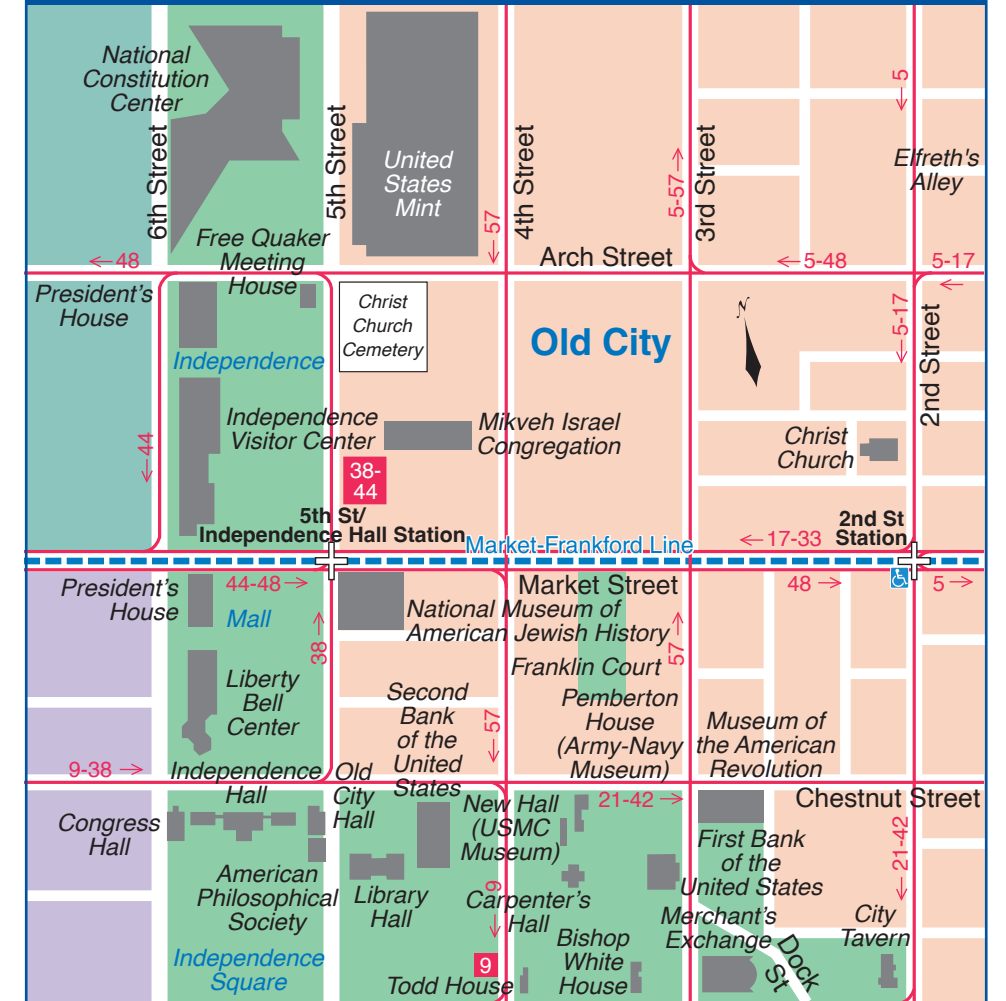 National
Constitution
Center
6th Street
5th Street
United
States
Mint
←57
4th Street
5-57→
3rd Street
5→
Elfreth's
Alley
←48
Free Quaker
Meeting
House
Arch Street
←5-48
5-17
←
President's
House
Christ
Church
Cemetery
N
←5-17
2nd Street
Old City
Independence
←44
Independence
Visitor Center
Mikveh Israel
Congregation
Christ
Church
38-
44
5th St/
Independence Hall Station
Market-Frankford Line
←17-33
2nd St
Station
President's
House
44-48→
Mall
38→
National Museum of
American Jewish History
Market Street
57→
48→
5→
Franklin Court
Liberty
Bell
Center
Second
Bank
of the
United
States
←57
Pemberton
House
(Army-Navy
Museum)
Museum of
the American
Revolution
9-38→
Independence
Hall
Old
City
Hall
21-42→
Chestnut Street
Congress
Hall
New Hall
(USMC
Museum)
First Bank
of the
United States
←21-42
American
Philosophical
Society
Library
Hall
←9
Carpenter's
Hall
Merchant's
Exchange
City
Tavern
Independence
Square
9
Todd House
Bishop
White
House
Dock
St